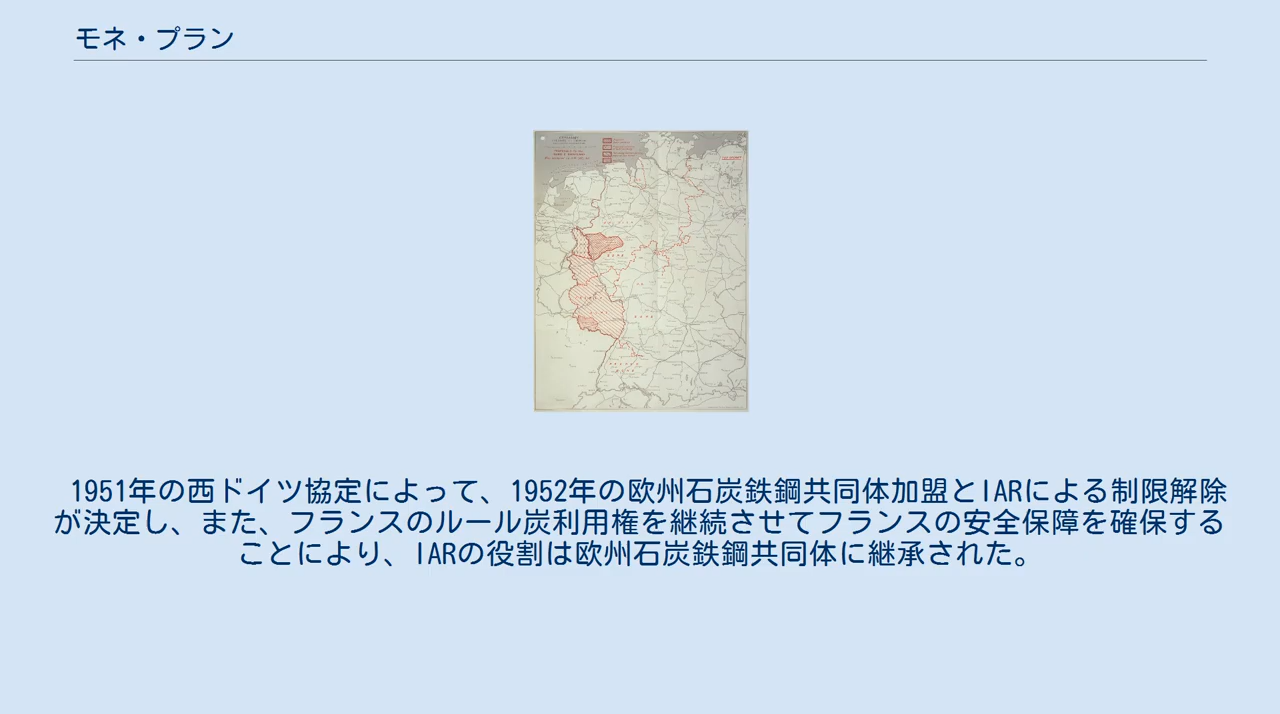 モネ・プラン
1951年の西ドイツ協定によって、1952年の欧州石炭鉄鋼共同体加盟とIARによる制限解除
が決定し、また、フランスのルール炭利用権を継続させてフランスの安全保障を確保する
ことにより、IARの役割は欧州石炭鉄鋼共同体に継承された。